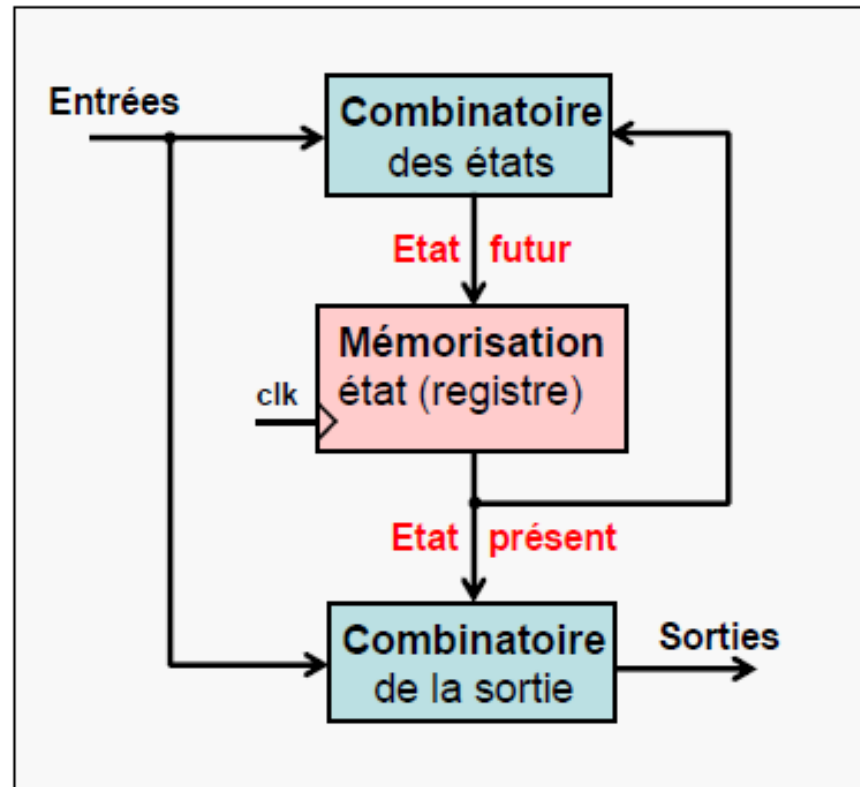 Entrées
Combinatoire
des états
Etat futur
Mémorisation
état (registre)
clk
Etat présent
Combinatoire
de la sortie
Sorties